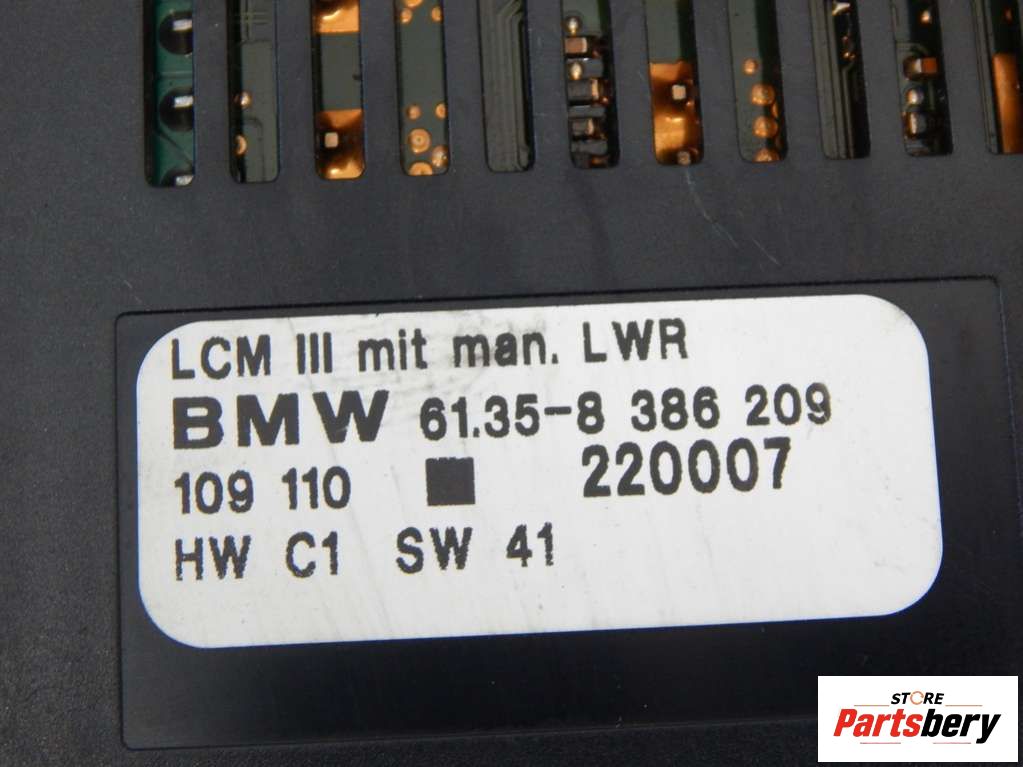 LCM III mit man. LWR
BMW 61.35-8 386 209
109 110 220007
HW C1 SW 41
STORE
Partsbery